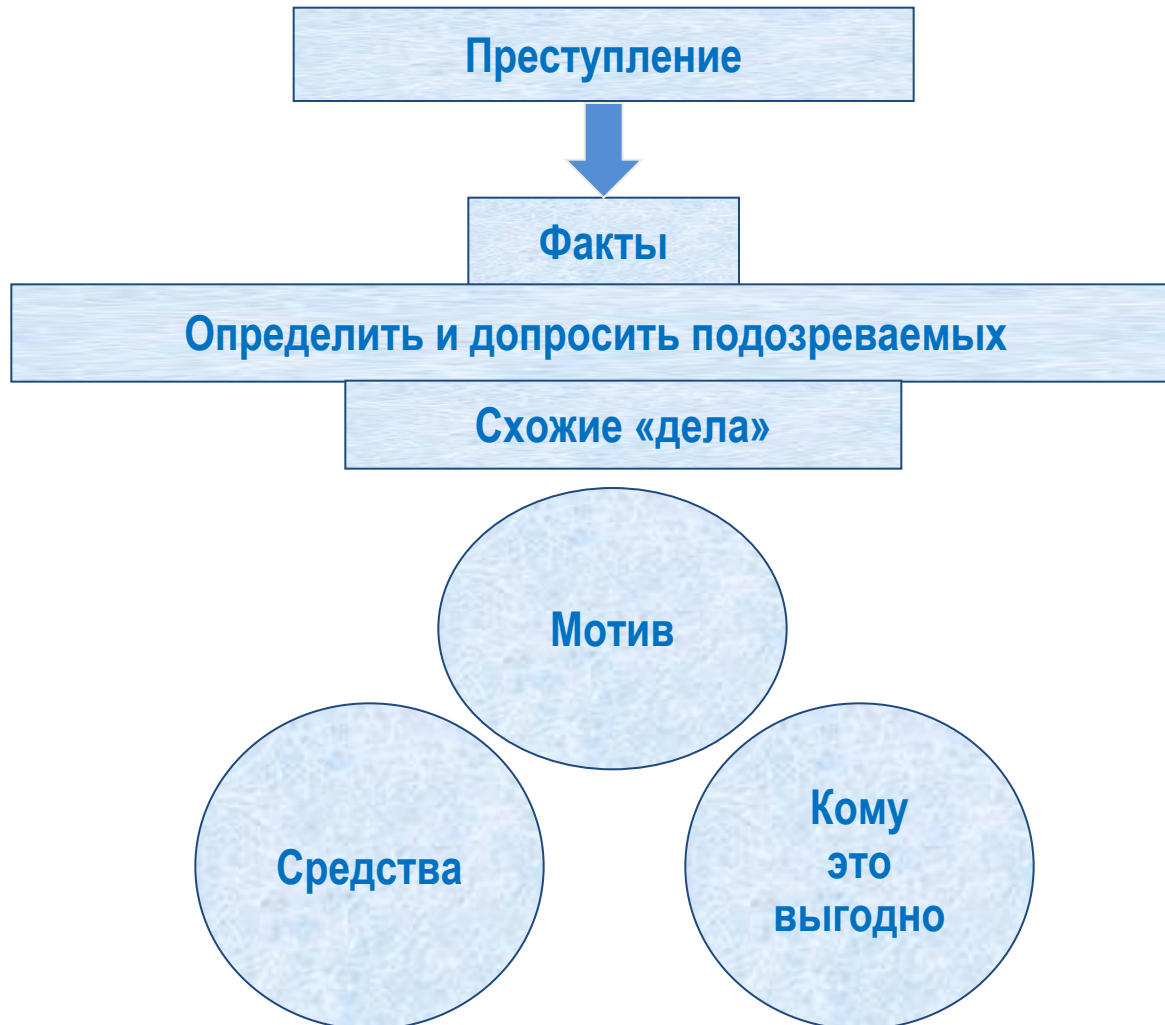 Преступление
Факты
Определить и допросить подозреваемых
Схожие «дела»
Мотив
Средства
Кому
это
выгодно